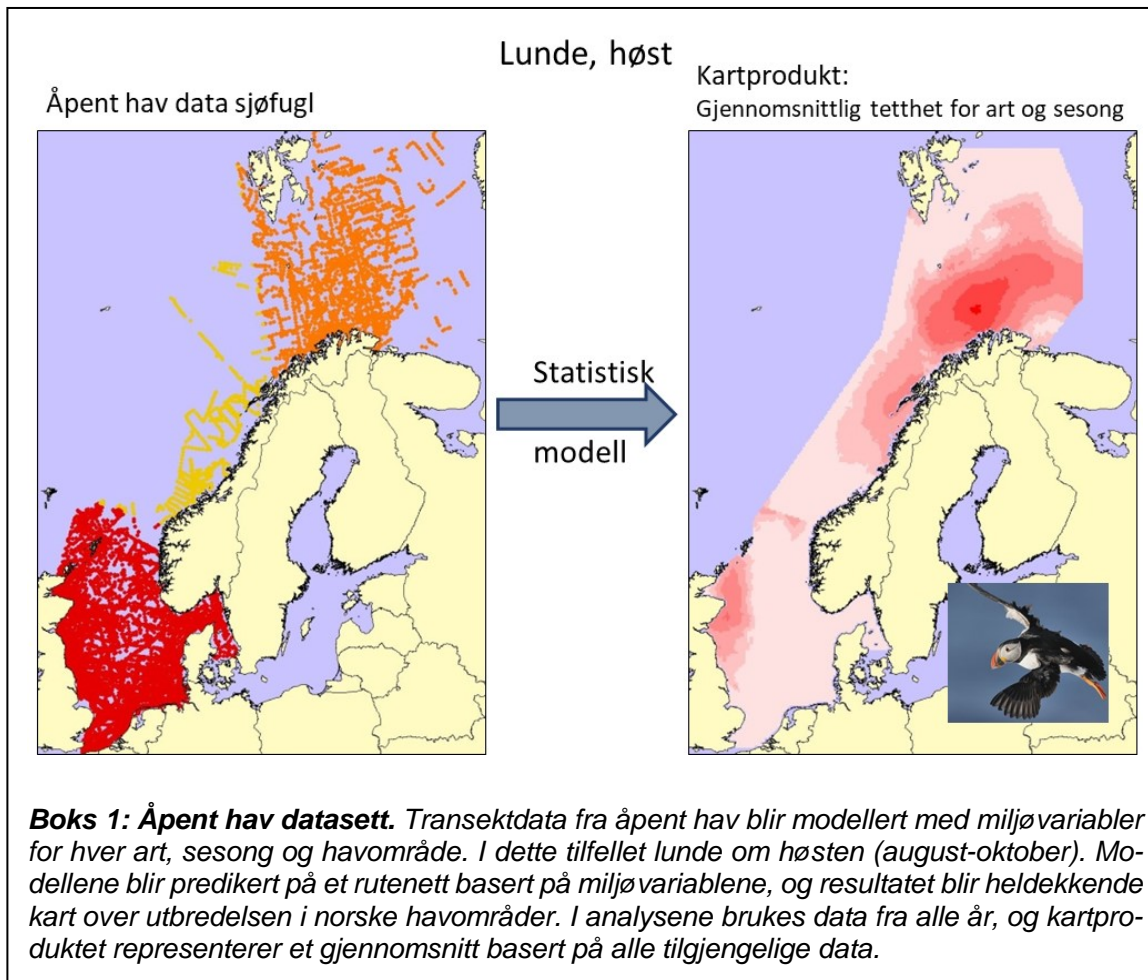 Lunde, høst
Åpent hav data sjøfugl
Kartprodukt:
Gjennomsnittlig tetthet for art og sesong
Statistisk
modell
Boks 1: Åpent hav datasett. Transektdata fra åpent hav blir modellert med miljøvariabler
for hver art, sesong og havområde. I dette tilfellet lunde om høsten (august-oktober). Mo-
dellene blir predikert på et rutenett basert på miljøvariablene, og resultatet blir heldekkende
kart over utbredelsen i norske havområder. I analysene brukes data fra alle år, og kartpro-
duktet representerer et gjennomsnitt basert på alle tilgjengelige data.